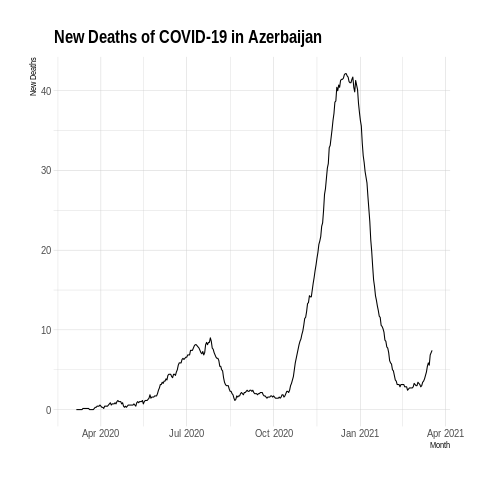 New Deaths of COVID-19 in Azerbaijan
New Deaths
40
30
20
10
0
Apr 2020 Jul 2020 Oct 2020 Jan 2021 Apr 2021
Month